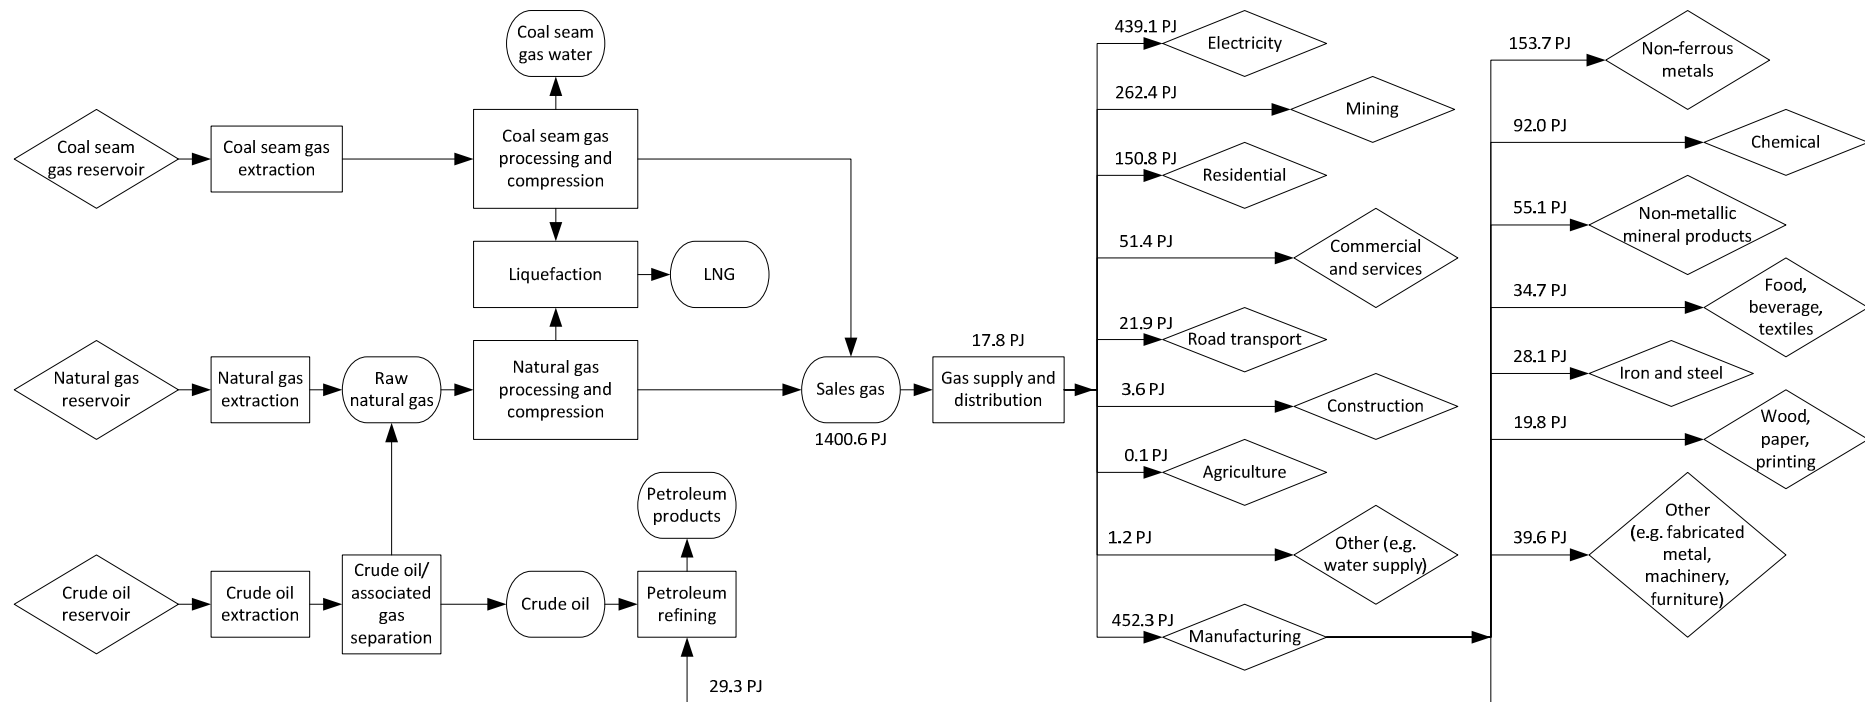 Coal seam
gas water
Coal seam
gas reservoir
Coal seam gas
extraction
Coal seam gas
processing and
compression
Liquefaction
LNG
Natural gas
reservoir
Natural gas
extraction
Raw
natural gas
Natural gas
processing and
compression
Sales gas
1400.6 PJ
17.8 PJ
Gas supply and
distribution
Crude oil
reservoir
Crude oil
extraction
Crude oil/
associated
gas
separation
Crude oil
Petroleum
products
Petroleum
refining
29.3 PJ
439.1 PJ
Electricity
262.4 PJ
Mining
150.8 PJ
Residential
51.4 PJ
Commercial
and services
21.9 PJ
Road transport
3.6 PJ
Construction
0.1 PJ
Agriculture
1.2 PJ
Other (e.g.
water supply)
452.3 PJ
Manufacturing
153.7 PJ
Non-ferrous
metals
92.0 PJ
Chemical
55.1 PJ
Non-metallic
mineral products
34.7 PJ
Food,
beverage,
textiles
28.1 PJ
Iron and steel
19.8 PJ
Wood,
paper,
printing
39.6 PJ
Other
(e.g. fabricated
metal,
machinery,
furniture)